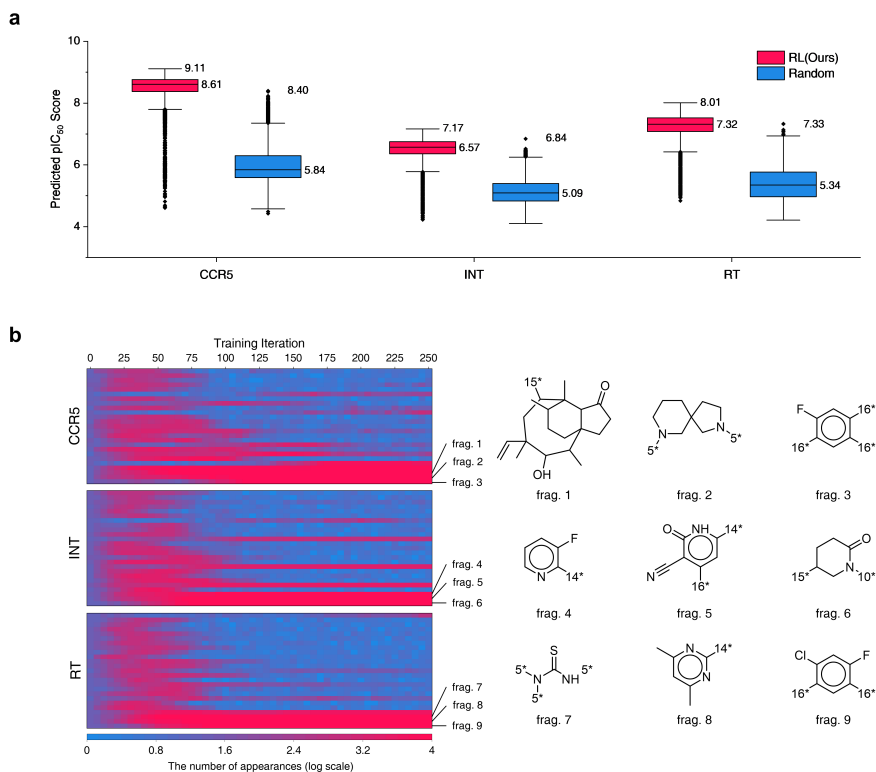 a
10
8
6
4
Predicted pIC50 Score
RL(Ours)
Random
9.11
8.61
8.40
5.84
7.17
6.57
6.84
5.09
8.01
7.32
7.33
5.34
CCR5 INT RT
b
Training Iteration
0 25 50 75 100 125 150 175 200 225 250
CCR5
frag. 1
frag. 2
frag. 3
INT
frag. 4
frag. 5
frag. 6
RT
frag. 7
frag. 8
frag. 9
0 0.8 1.6 2.4 3.2 4
The number of appearances (log scale)
15*
O
OH
frag. 1
N
5*
N
5*
frag. 2
F
16*
16*
16*
frag. 3
F
N
14*
frag. 4
O
NH
14*
N
16*
frag. 5
O
N
15*
10*
frag. 6
S
5*
N
5*
NH
5*
frag. 7
14*
N
N
frag. 8
Cl
F
16*
16*
frag. 9